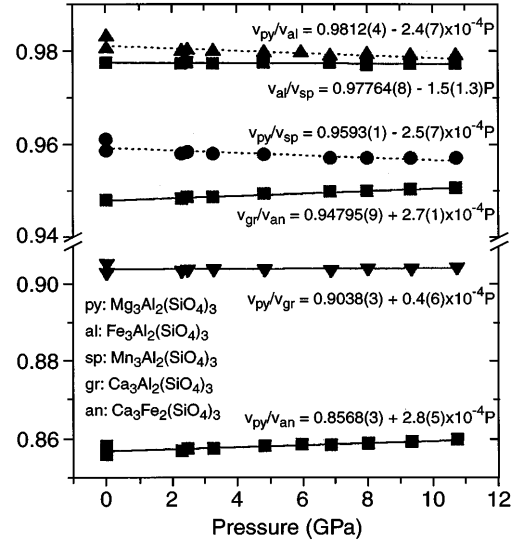 v_py/v_al = 0.9812(4) - 2.4(7)x10⁻⁴P
0.98
v_al/v_sp = 0.97764(8) - 1.5(1.3)P
v_py/v_sp = 0.9593(1) - 2.5(7)x10⁻⁴P
0.96
v_gr/v_an = 0.94795(9) + 2.7(1)x10⁻⁴P
0.94
0.90
v_py/v_gr = 0.9038(3) + 0.4(6)x10⁻⁴P
py: Mg₃Al₂(SiO₄)₃
al: Fe₃Al₂(SiO₄)₃
0.88
sp: Mn₃Al₂(SiO₄)₃
gr: Ca₃Al₂(SiO₄)₃
an: Ca₃Fe₂(SiO₄)₃
v_py/v_an = 0.8568(3) + 2.8(5)x10⁻⁴P
0.86
0 2 4 6 8 10 12
Pressure (GPa)